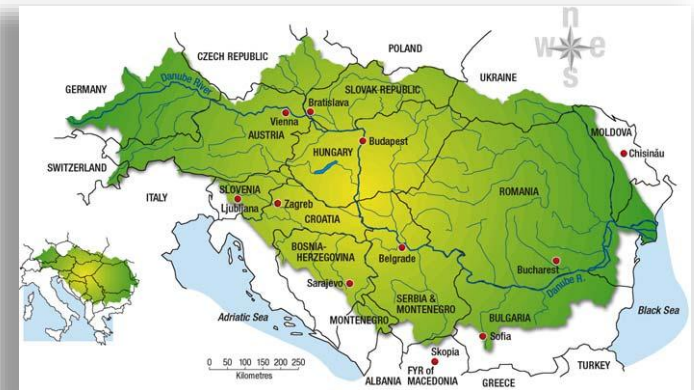 n
w e
s
POLAND
CZECH REPUBLIC
UKRAINE
GERMANY
Danube River
SLOVAK REPUBLIC
Bratislava
Vienna
MOLDOVA
AUSTRIA
Budapest
HUNGARY
Chisinău
SWITZERLAND
ITALY
SLOVENIA
Ljubljana
Zagreb
ROMANIA
CROATIA
BOSNIA-
HERZEGOVINA
Belgrade
Bucharest
Sarajevo
Danube R.
SERBIA &
MONTENEGRO
Black Sea
Adriatic Sea
MONTENEGRO
BULGARIA
Sofia
Skopia
0 50 100 150 200 250
Kilometres
ALBANIA
FYR of
MACEDONIA
GREECE
TURKEY